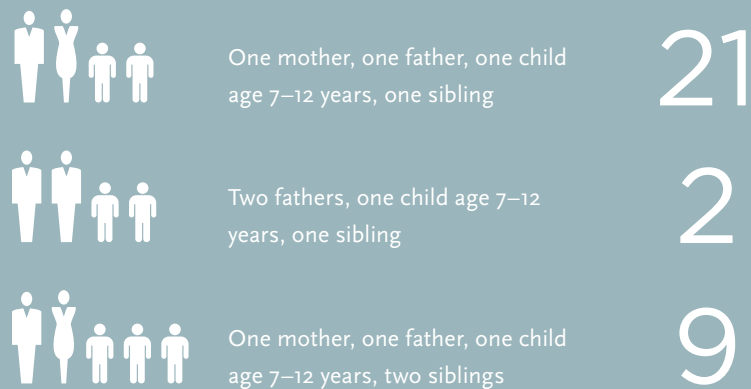 One mother, one father, one child
age 7–12 years, one sibling
21
Two fathers, one child age 7–12
years, one sibling
2
One mother, one father, one child
age 7–12 years, two siblings
9